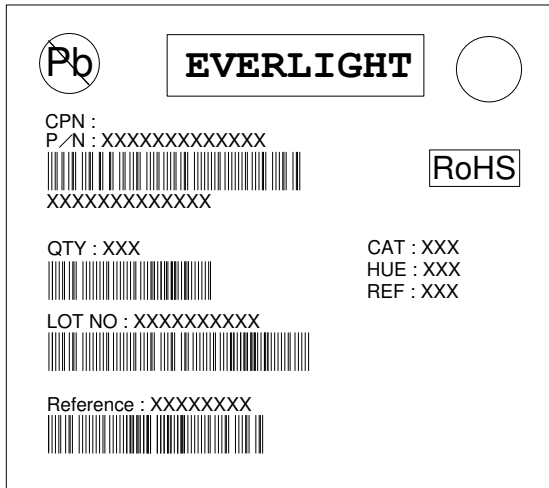 Pb
EVERLIGHT
CPN :
P/N : XXXXXXXXXXXXX
RoHS
XXXXXXXXXXXXX
QTY : XXX
CAT : XXX
HUE : XXX
REF : XXX
LOT NO : XXXXXXXXXX
Reference : XXXXXXXX